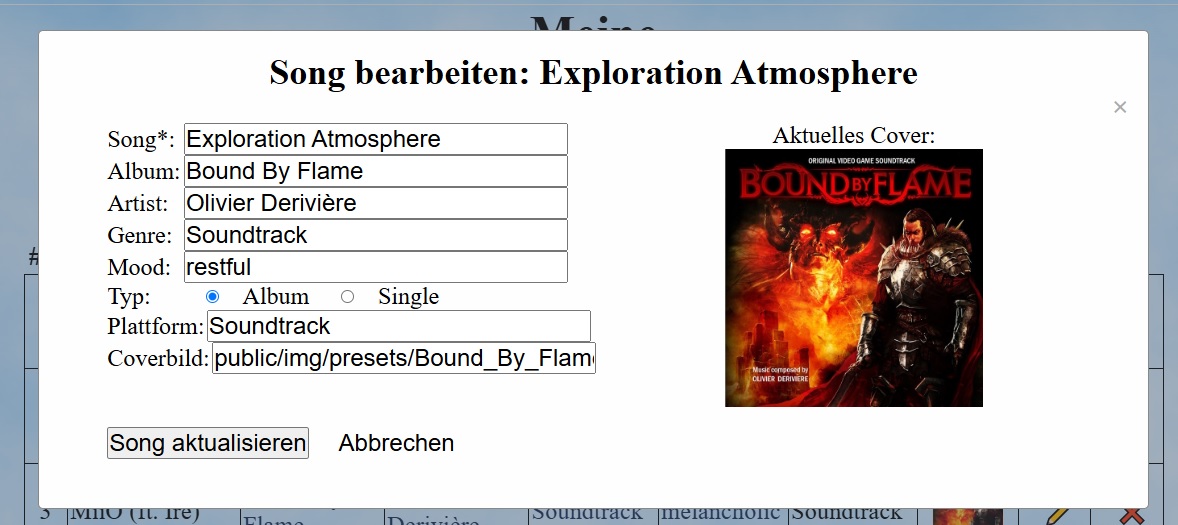 Meine
Song bearbeiten: Exploration Atmosphere
×
Song*: Exploration Atmosphere
Album: Bound By Flame
Artist: Olivier Derivière
Genre: Soundtrack
Mood: restful
Typ: Album Single
Plattform: Soundtrack
Coverbild: public/img/presets/Bound_By_Flame
Song aktualisieren Abbrechen
Aktuelles Cover:
ORIGINAL VIDEO GAME SOUNDTRACK
BOUND BY FLAME
Music composed by
OLIVIER DERIVIERE
#
3 MnO (ft. Ire) Flame Derivière Soundtrack melancholic Soundtrack